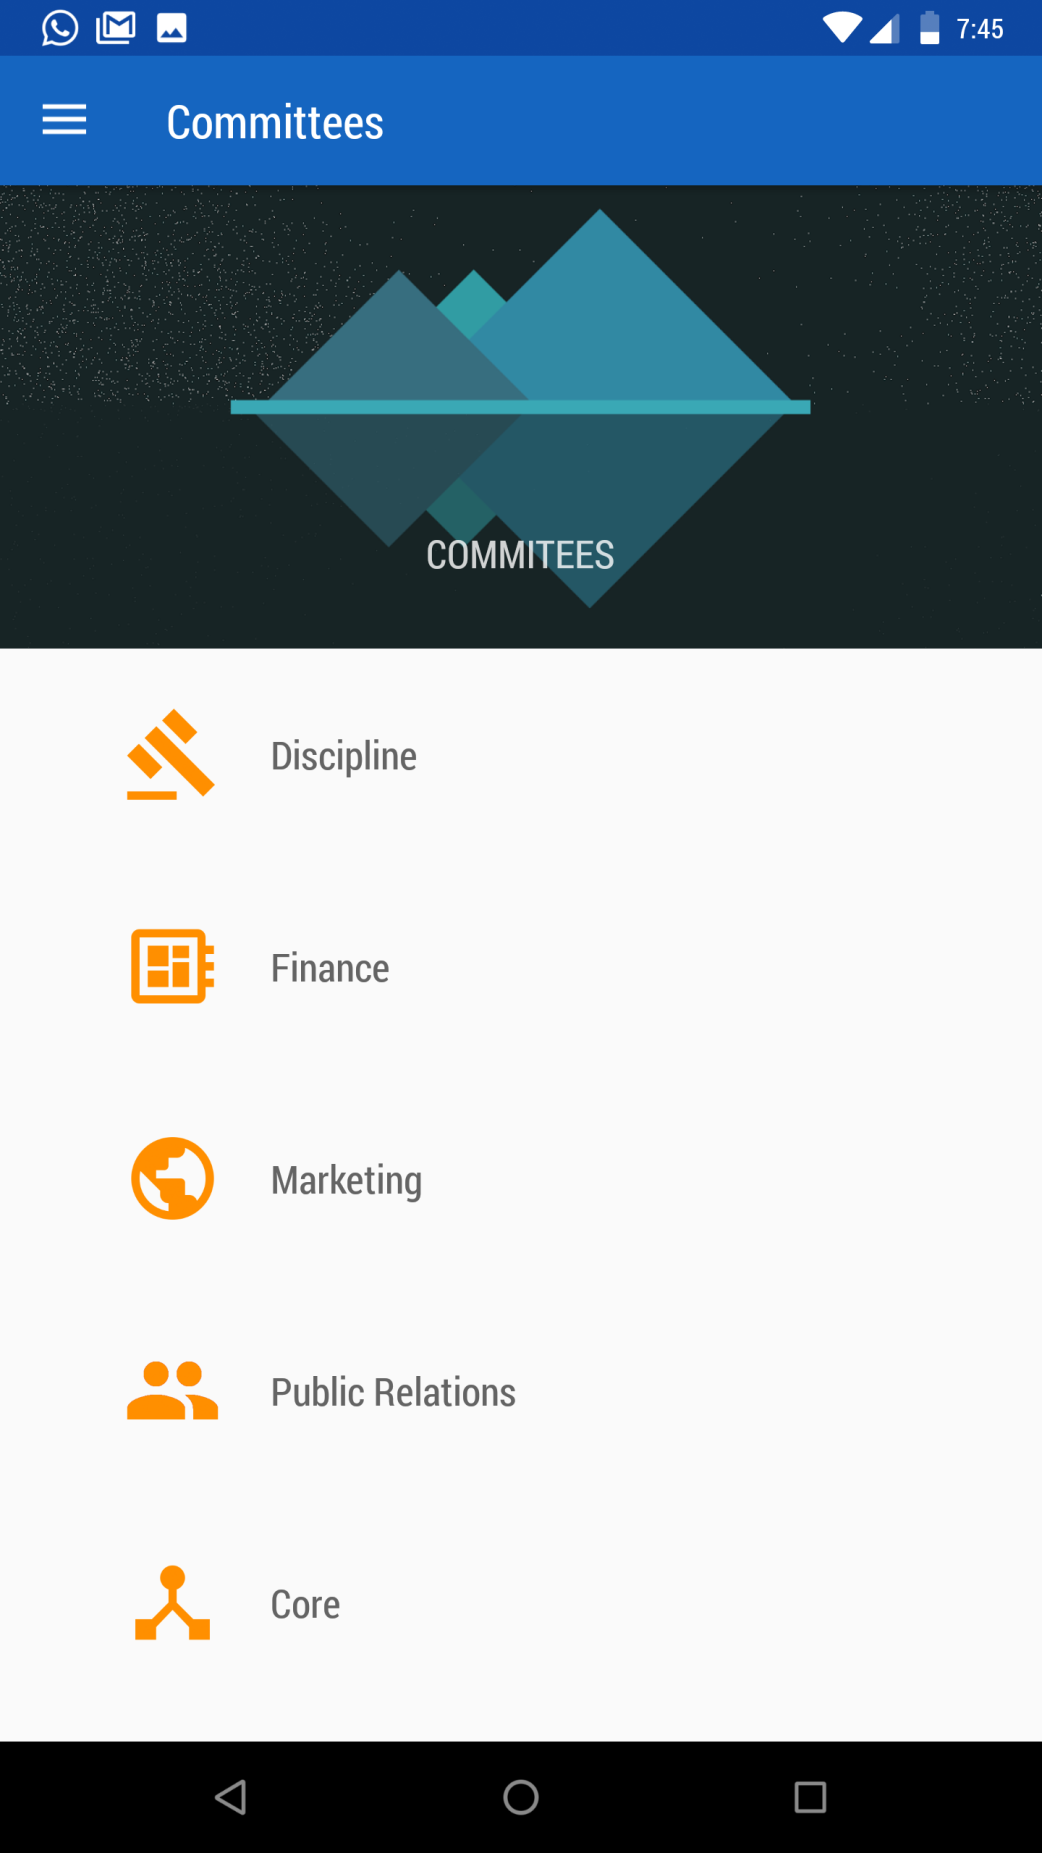 7:45
Committees
COMMITEES
Discipline
Finance
Marketing
Public Relations
Core